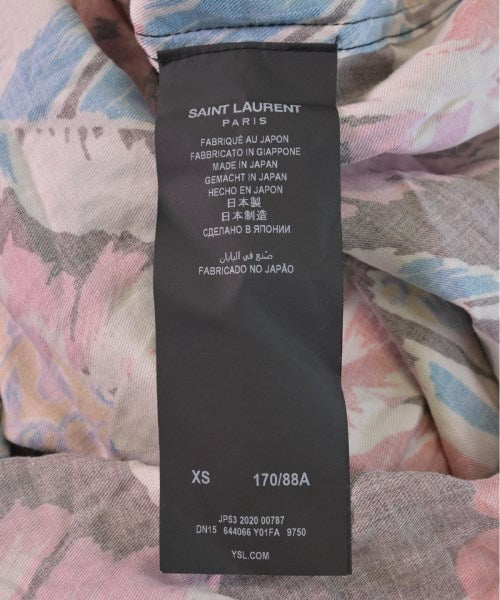 SAINT LAURENT
PARIS
FABRIQUÉ AU JAPON
FABBRICATO IN GIAPPONE
MADE IN JAPAN
GEMACHT IN JAPAN
HECHO EN JAPON
日本製
日本制造
СДЕЛАНО В ЯПОНИИ
صنع في اليابان
FABRICADO NO JAPÃO
XS 170/88A
JP53 2020 00787
DN15 644066 Y01FA 9750
YSL.COM